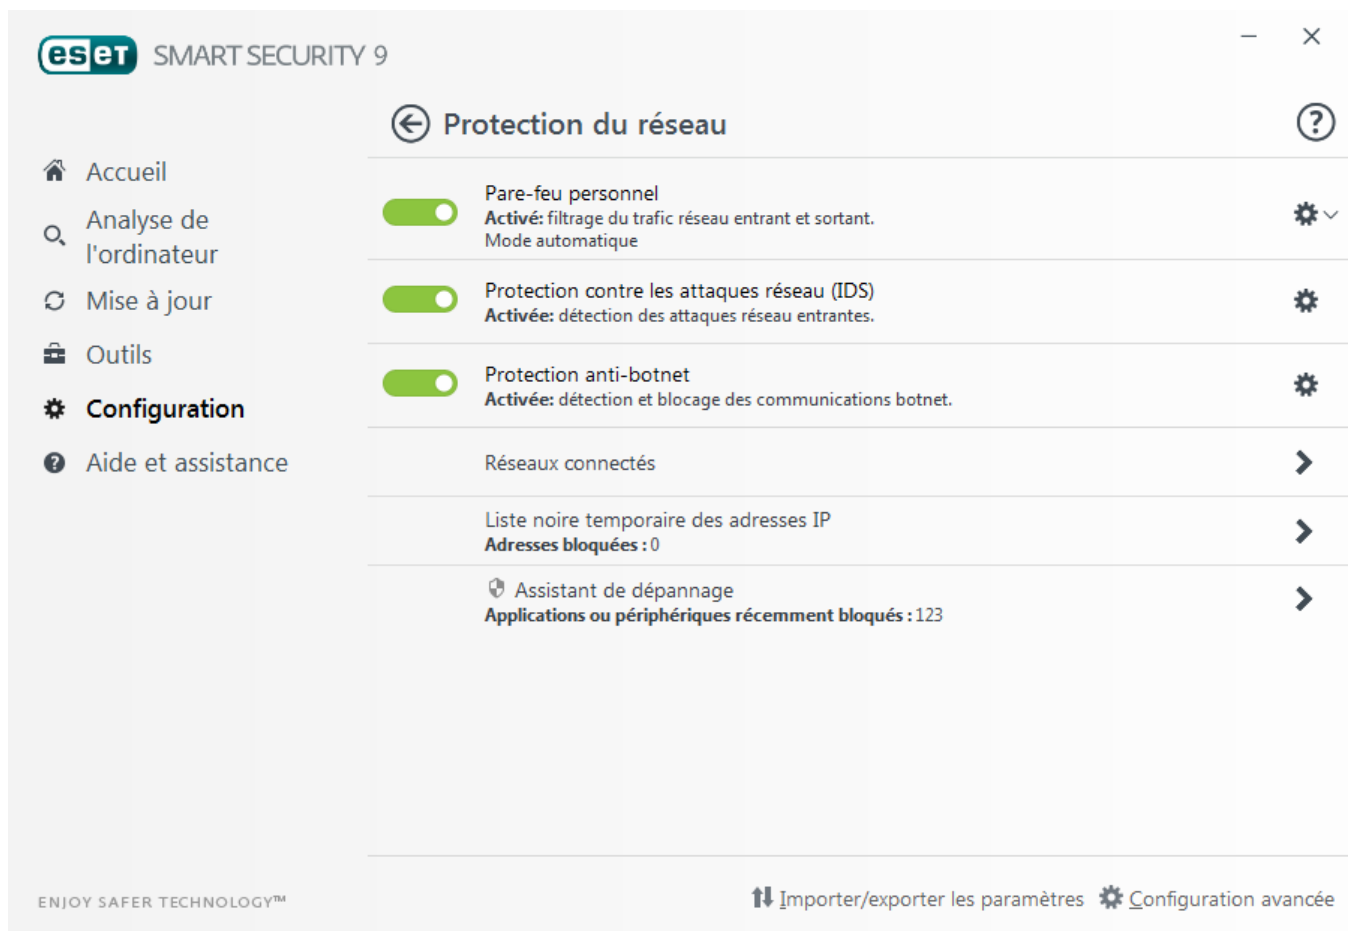 eset SMART SECURITY 9
Protection du réseau
?
Accueil
Analyse de
l'ordinateur
Mise à jour
Outils
Configuration
? Aide et assistance
Pare-feu personnel
Activé: filtrage du trafic réseau entrant et sortant.
Mode automatique
Protection contre les attaques réseau (IDS)
Activée: détection des attaques réseau entrantes.
Protection anti-botnet
Activée: détection et blocage des communications botnet.
Réseaux connectés
Liste noire temporaire des adresses IP
Adresses bloquées : 0
Assistant de dépannage
Applications ou périphériques récemment bloqués : 123
ENJOY SAFER TECHNOLOGY™
Importer/exporter les paramètres
Configuration avancée